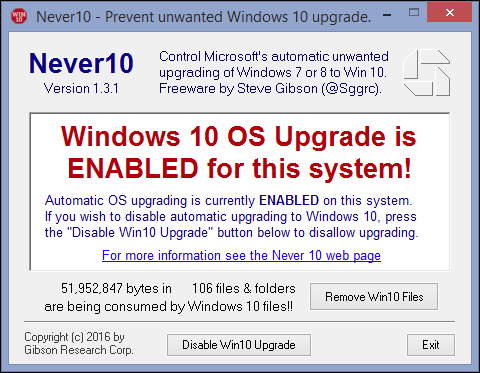 WIN 10
Never10 - Prevent unwanted Windows 10 upgrade.
Never10
Version 1.3.1
Control Microsoft's automatic unwanted
upgrading of Windows 7 or 8 to Win 10.
Freeware by Steve Gibson (@Sggrc).
Windows 10 OS Upgrade is
ENABLED for this system!
Automatic OS upgrading is currently ENABLED on this system.
If you wish to disable automatic upgrading to Windows 10, press
the "Disable Win10 Upgrade" button below to disallow upgrading.
For more information see the Never 10 web page
51,952,847 bytes in 106 files & folders
are being consumed by Windows 10 files!!
Remove Win10 Files
Copyright (c) 2016 by
Gibson Research Corp.
Disable Win10 Upgrade
Exit